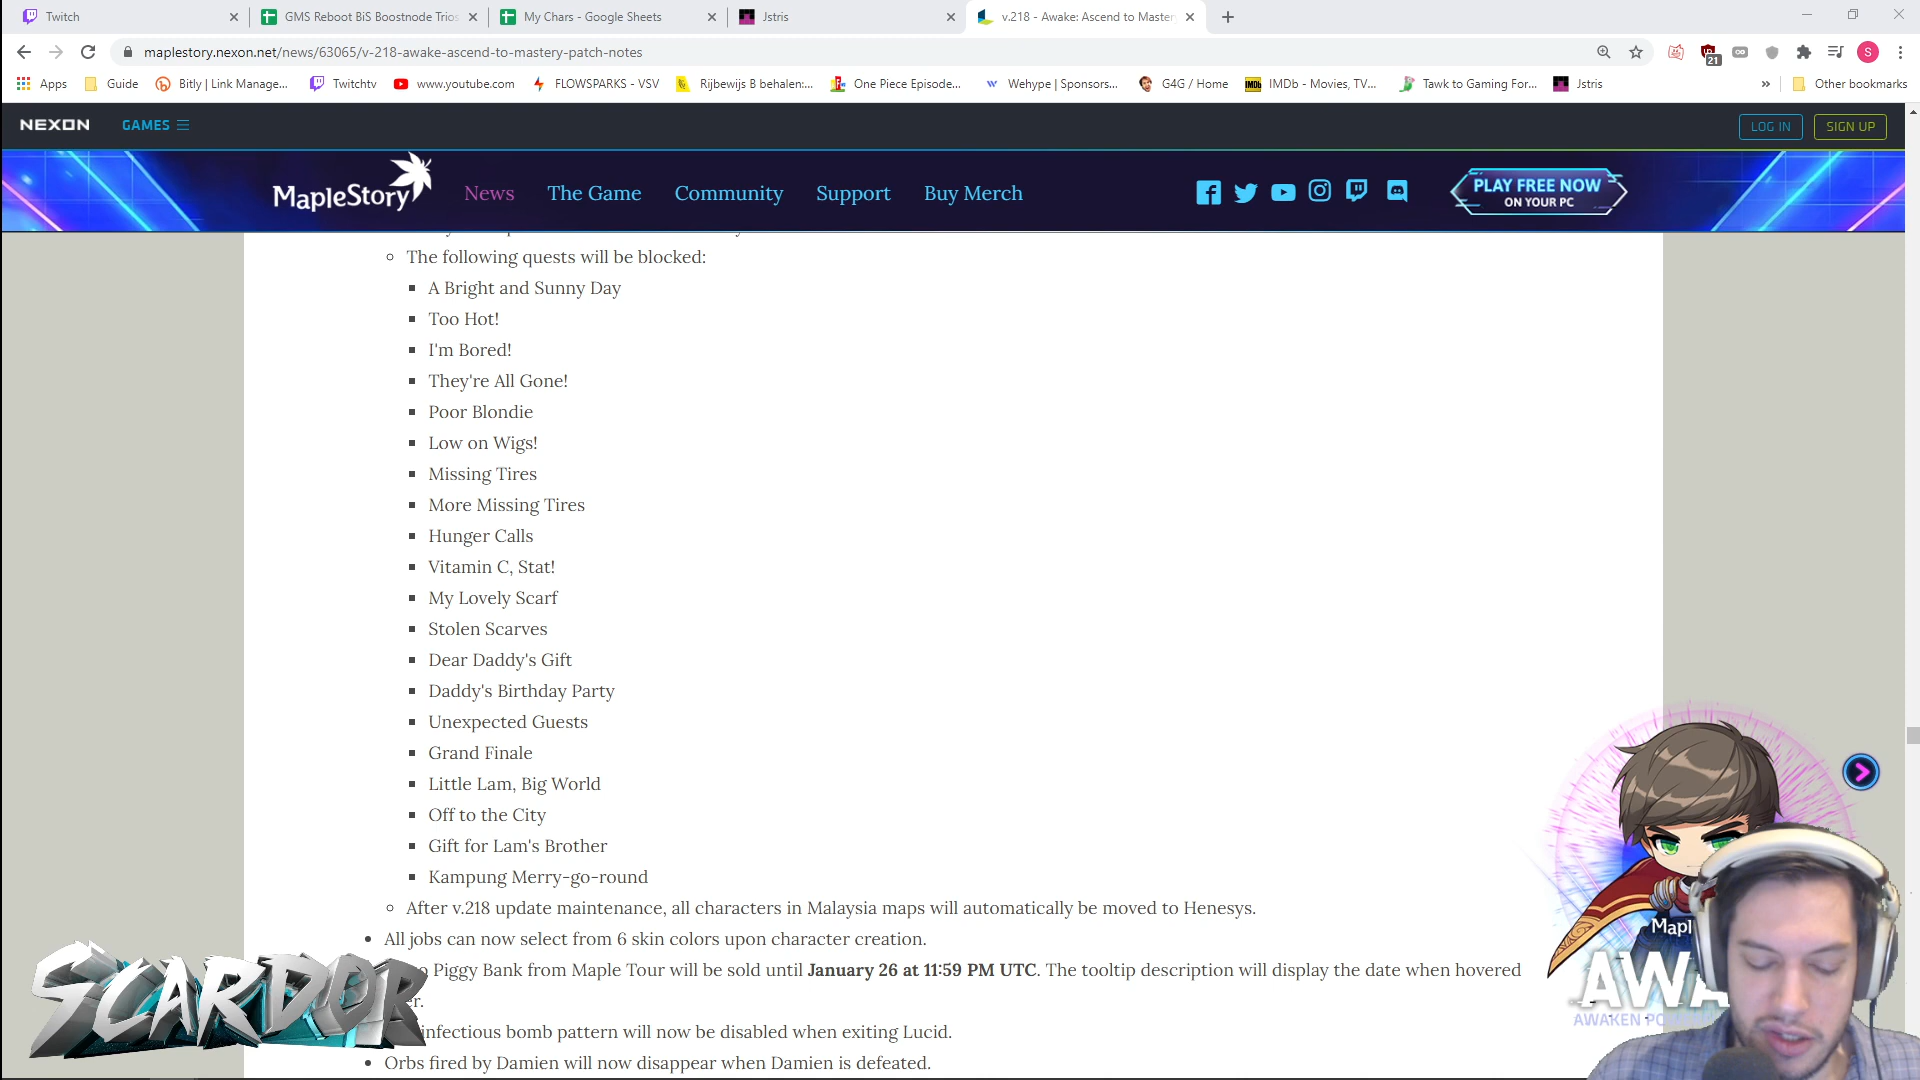 Twitch
GMS Reboot BiS Boostnode Trios
My Chars - Google Sheets
Jstris
v.218 - Awake: Ascend to Master
maplestory.nexon.net/news/63065/v-218-awake-ascend-to-mastery-patch-notes
21
S
Apps
Guide
Bitly | Link Manage...
Twitchtv
www.youtube.com
FLOWSPARKS - VSV
Rijbewijs B behalen:...
One Piece Episode...
Wehype | Sponsors...
G4G / Home
IMDb
IMDb - Movies, TV...
Tawk to Gaming For...
Jstris
»
Other bookmarks
NEXON
GAMES
LOG IN
SIGN UP
MapleStory
News
The Game
Community
Support
Buy Merch
PLAY FREE NOW
ON YOUR PC
The following quests will be blocked:
A Bright and Sunny Day
Too Hot!
I'm Bored!
They're All Gone!
Poor Blondie
Low on Wigs!
Missing Tires
More Missing Tires
Hunger Calls
Vitamin C, Stat!
My Lovely Scarf
Stolen Scarves
Dear Daddy's Gift
Daddy's Birthday Party
Unexpected Guests
Grand Finale
Little Lam, Big World
Off to the City
Gift for Lam's Brother
Kampung Merry-go-round
After v.218 update maintenance, all characters in Malaysia maps will automatically be moved to Henesys.
All jobs can now select from 6 skin colors upon character creation.
Piggy Bank from Maple Tour will be sold until January 26 at 11:59 PM UTC. The tooltip description will display the date when hovered
infectious bomb pattern will now be disabled when exiting Lucid.
Orbs fired by Damien will now disappear when Damien is defeated.
SCARDOR
Mapl
AWA
AWAKEN